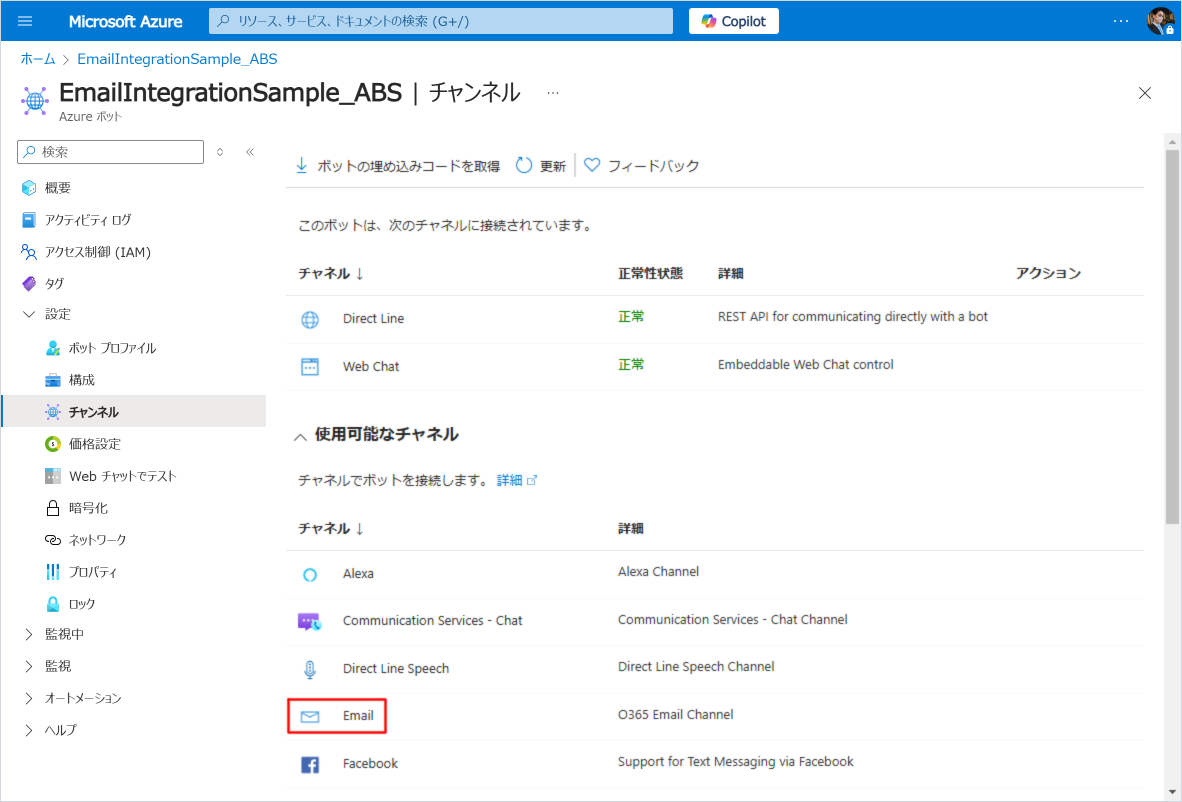 Microsoft Azure
リソース、サービス、ドキュメントの検索 (G+/)
Copilot
ホーム > EmailIntegrationSample_ABS
EmailIntegrationSample_ABS | チャンネル
Azure ボット
検索
概要
アクティビティ ログ
アクセス制御 (IAM)
タグ
設定
ボット プロファイル
構成
チャンネル
価格設定
Web チャットでテスト
暗号化
ネットワーク
プロパティ
ロック
監視中
監視
オートメーション
ヘルプ
ボットの埋め込みコードを取得 更新 フィードバック
このボットは、次のチャネルに接続されています。
チャネル ↓ 正常性状態 詳細 アクション
Direct Line 正常 REST API for communicating directly with a bot
Web Chat 正常 Embeddable Web Chat control
使用可能なチャネル
チャネルでボットを接続します。 詳細
チャネル ↓ 詳細
Alexa Alexa Channel
Communication Services - Chat Communication Services - Chat Channel
Direct Line Speech Direct Line Speech Channel
Email O365 Email Channel
Facebook Support for Text Messaging via Facebook